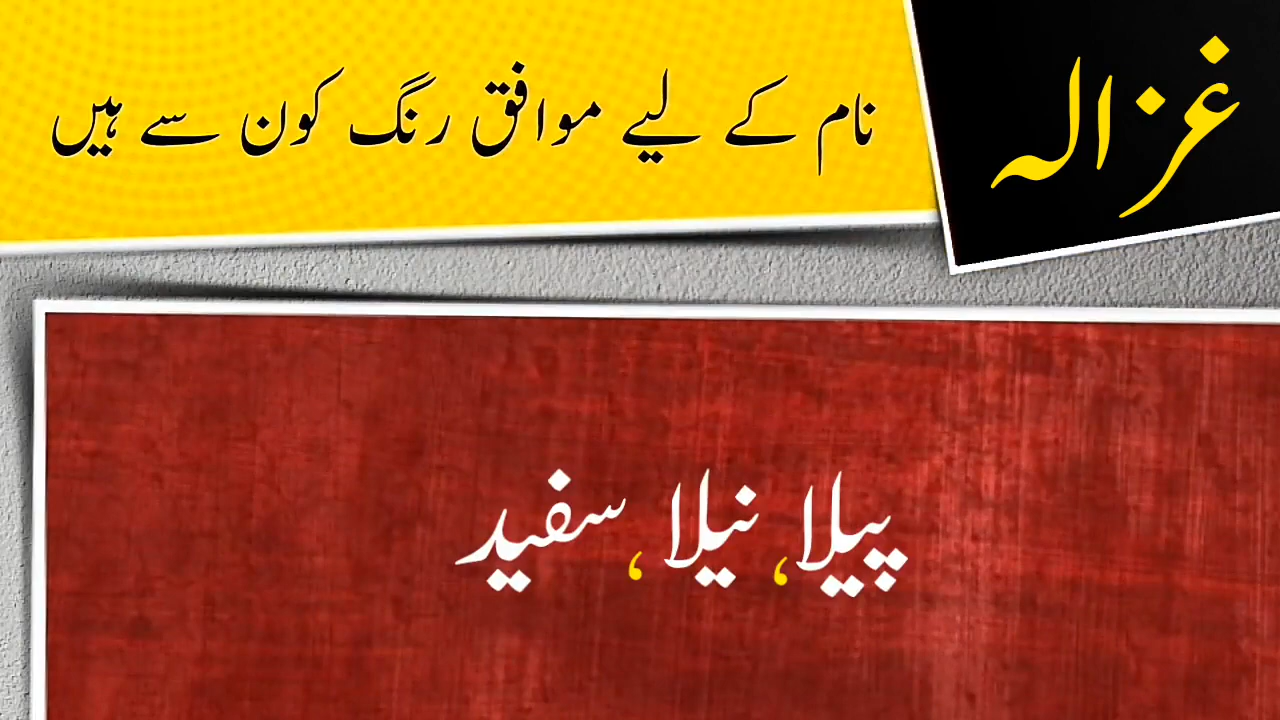 غزالہ
نام کے لیے موافق رنگ کون سے ہیں
پیلا، نیلا، سفید